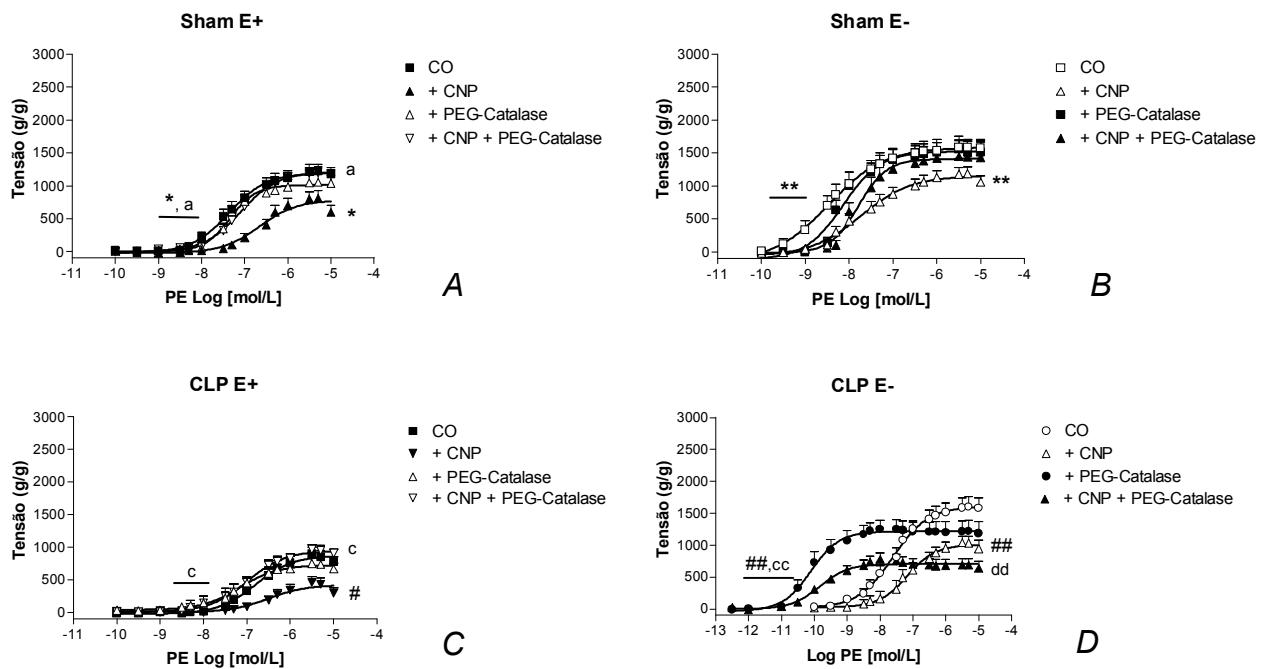 Sham E+
3000
2500
2000
1500
1000
500
0
Tensão (g/g)
*, a
a
*
-11 -10 -9 -8 -7 -6 -5 -4
PE Log [mol/L]
CO
+ CNP
+ PEG-Catalase
+ CNP + PEG-Catalase
A
Sham E-
3000
2500
2000
1500
1000
500
0
Tensão (g/g)
**
**
-11 -10 -9 -8 -7 -6 -5 -4
PE Log [mol/L]
CO
+ CNP
+ PEG-Catalase
+ CNP + PEG-Catalase
B
CLP E+
3000
2500
2000
1500
1000
500
0
Tensão (g/g)
c
c
#
-11 -10 -9 -8 -7 -6 -5 -4
PE Log [mol/L]
CO
+ CNP
+ PEG-Catalase
+ CNP + PEG-Catalase
C
CLP E-
3000
2500
2000
1500
1000
500
0
Tensão (g/g)
##,cc
##
dd
-13 -12 -11 -10 -9 -8 -7 -6 -5 -4
Log PE [mol/L]
CO
+ CNP
+ PEG-Catalase
+ CNP + PEG-Catalase
D